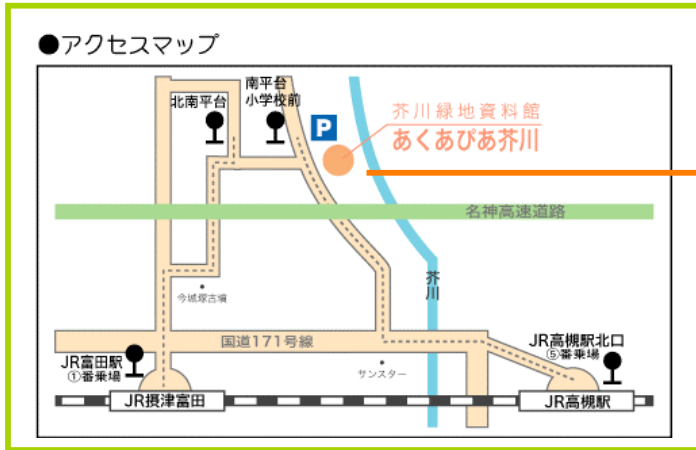 ●アクセスマップ
南平台
小学校前
北南平台
P
芥川緑地資料館
あくあぴあ芥川
名神高速道路
芥川
今城塚古墳
国道171号線
JR富田駅
①番乗場
サンスター
JR高槻駅北口
⑤番乗場
JR摂津富田
JR高槻駅